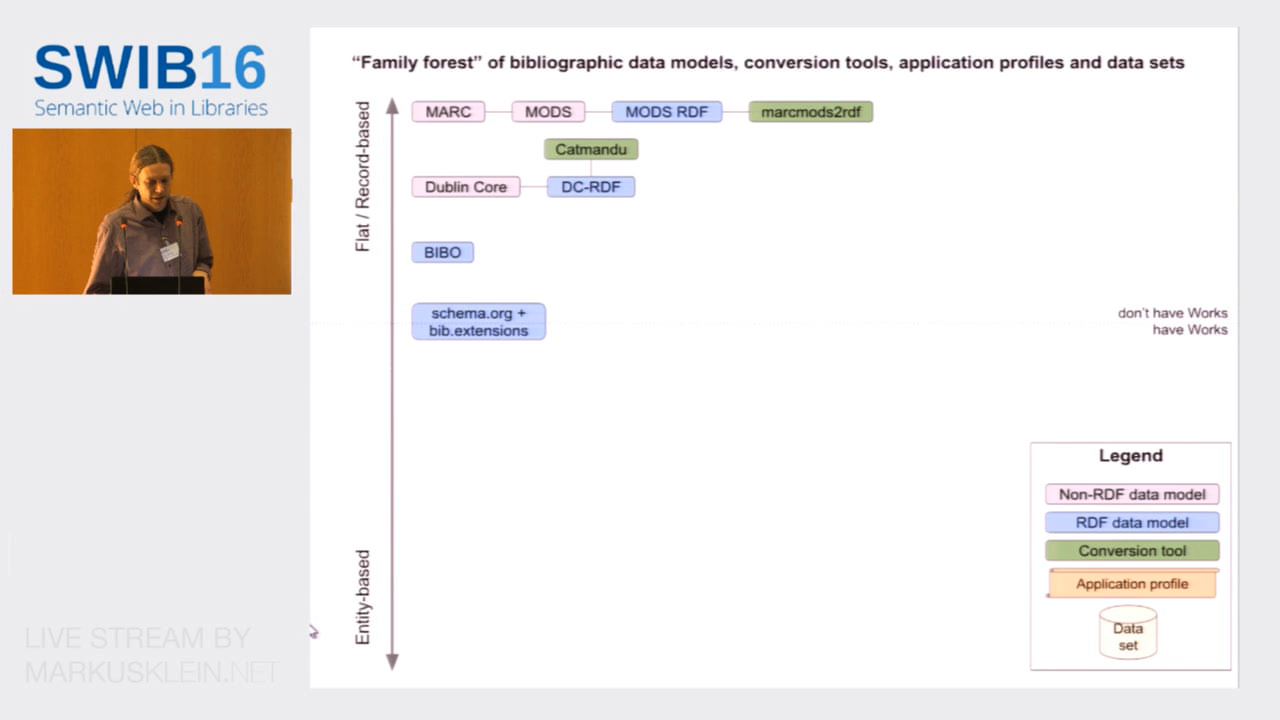 SWIB16
Semantic Web in Libraries
“Family forest” of bibliographic data models, conversion tools, application profiles and data sets
Flat / Record-based
MARC
MODS
MODS RDF
marcmods2rdf
Catmandu
Dublin Core
DC-RDF
BIBO
schema.org +
bib.extensions
don't have Works
have Works
Entity-based
Legend
Non-RDF data model
RDF data model
Conversion tool
Application profile
Data
set
LIVE STREAM BY
MARKUSKLEIN.NET